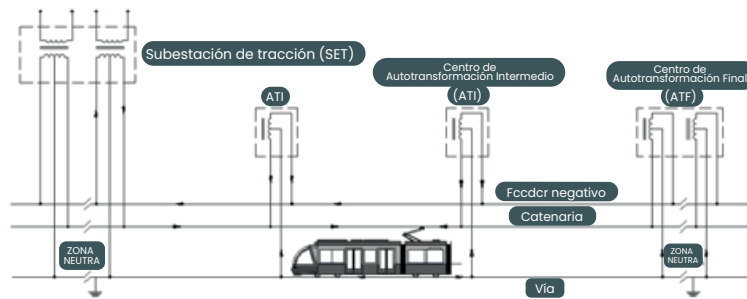 Subestación de tracción (SET)
ATI
Centro de
Autotransformación Intermedio
(ATI)
Centro de
Autotransformación Final
(ATF)
Fccdcr negativo
Catenaria
ZONA
NEUTRA
ZONA
NEUTRA
Vía